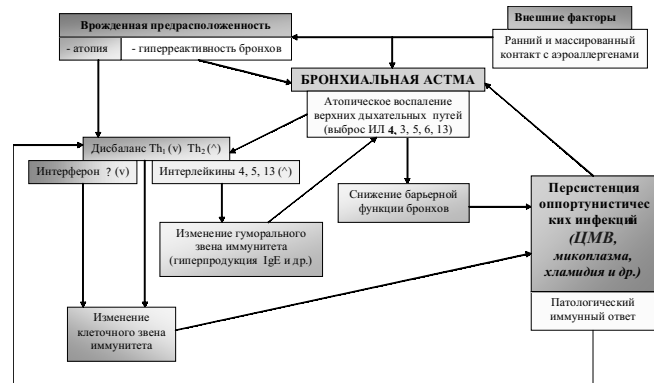 Врожденная предрасположенность
- атопия
- гиперреактивность бронхов
Внешние факторы
Ранний и массированный
контакт с аэроаллергенами
БРОНХИАЛЬНАЯ АСТМА
Атопическое воспаление
верхних дыхательных путей
(выброс ИЛ 4, 3, 5, 6, 13)
Дисбаланс Th1 (v) Th2 (^)
Интерферон ? (v)
Интерлейкины 4, 5, 13 (^)
Снижение барьерной
функции бронхов
Персистенция
оппортунистичес
ких инфекций
(ЦМВ,
микоплазма,
хламидия и др.)
Изменение гуморального
звена иммунитета
(гиперпродукция IgE и др.)
Патологический
иммунный ответ
Изменение
клеточного звена
иммунитета